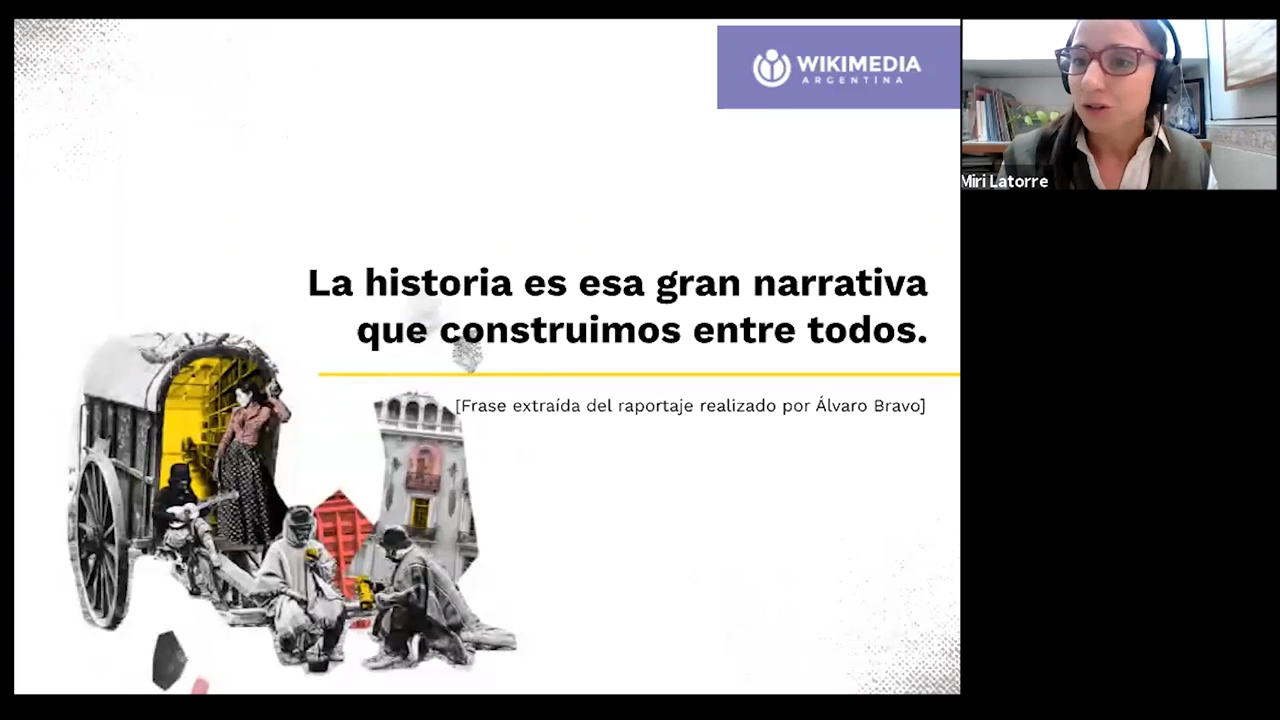 WIKIMEDIA
ARGENTINA
Miri Latorre
La historia es esa gran narrativa
que construimos entre todos.
[Frase extraída del raportaje realizado por Álvaro Bravo]